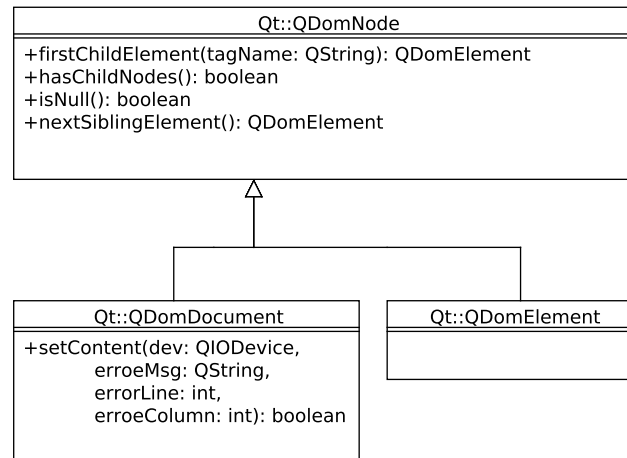 Qt::QDomNode
+firstChildElement(tagName: QString): QDomElement
+hasChildNodes(): boolean
+isNull(): boolean
+nextSiblingElement(): QDomElement
Qt::QDomDocument
+setContent(dev: QIODevice,
erroeMsg: QString,
errorLine: int,
erroeColumn: int): boolean
Qt::QDomElement